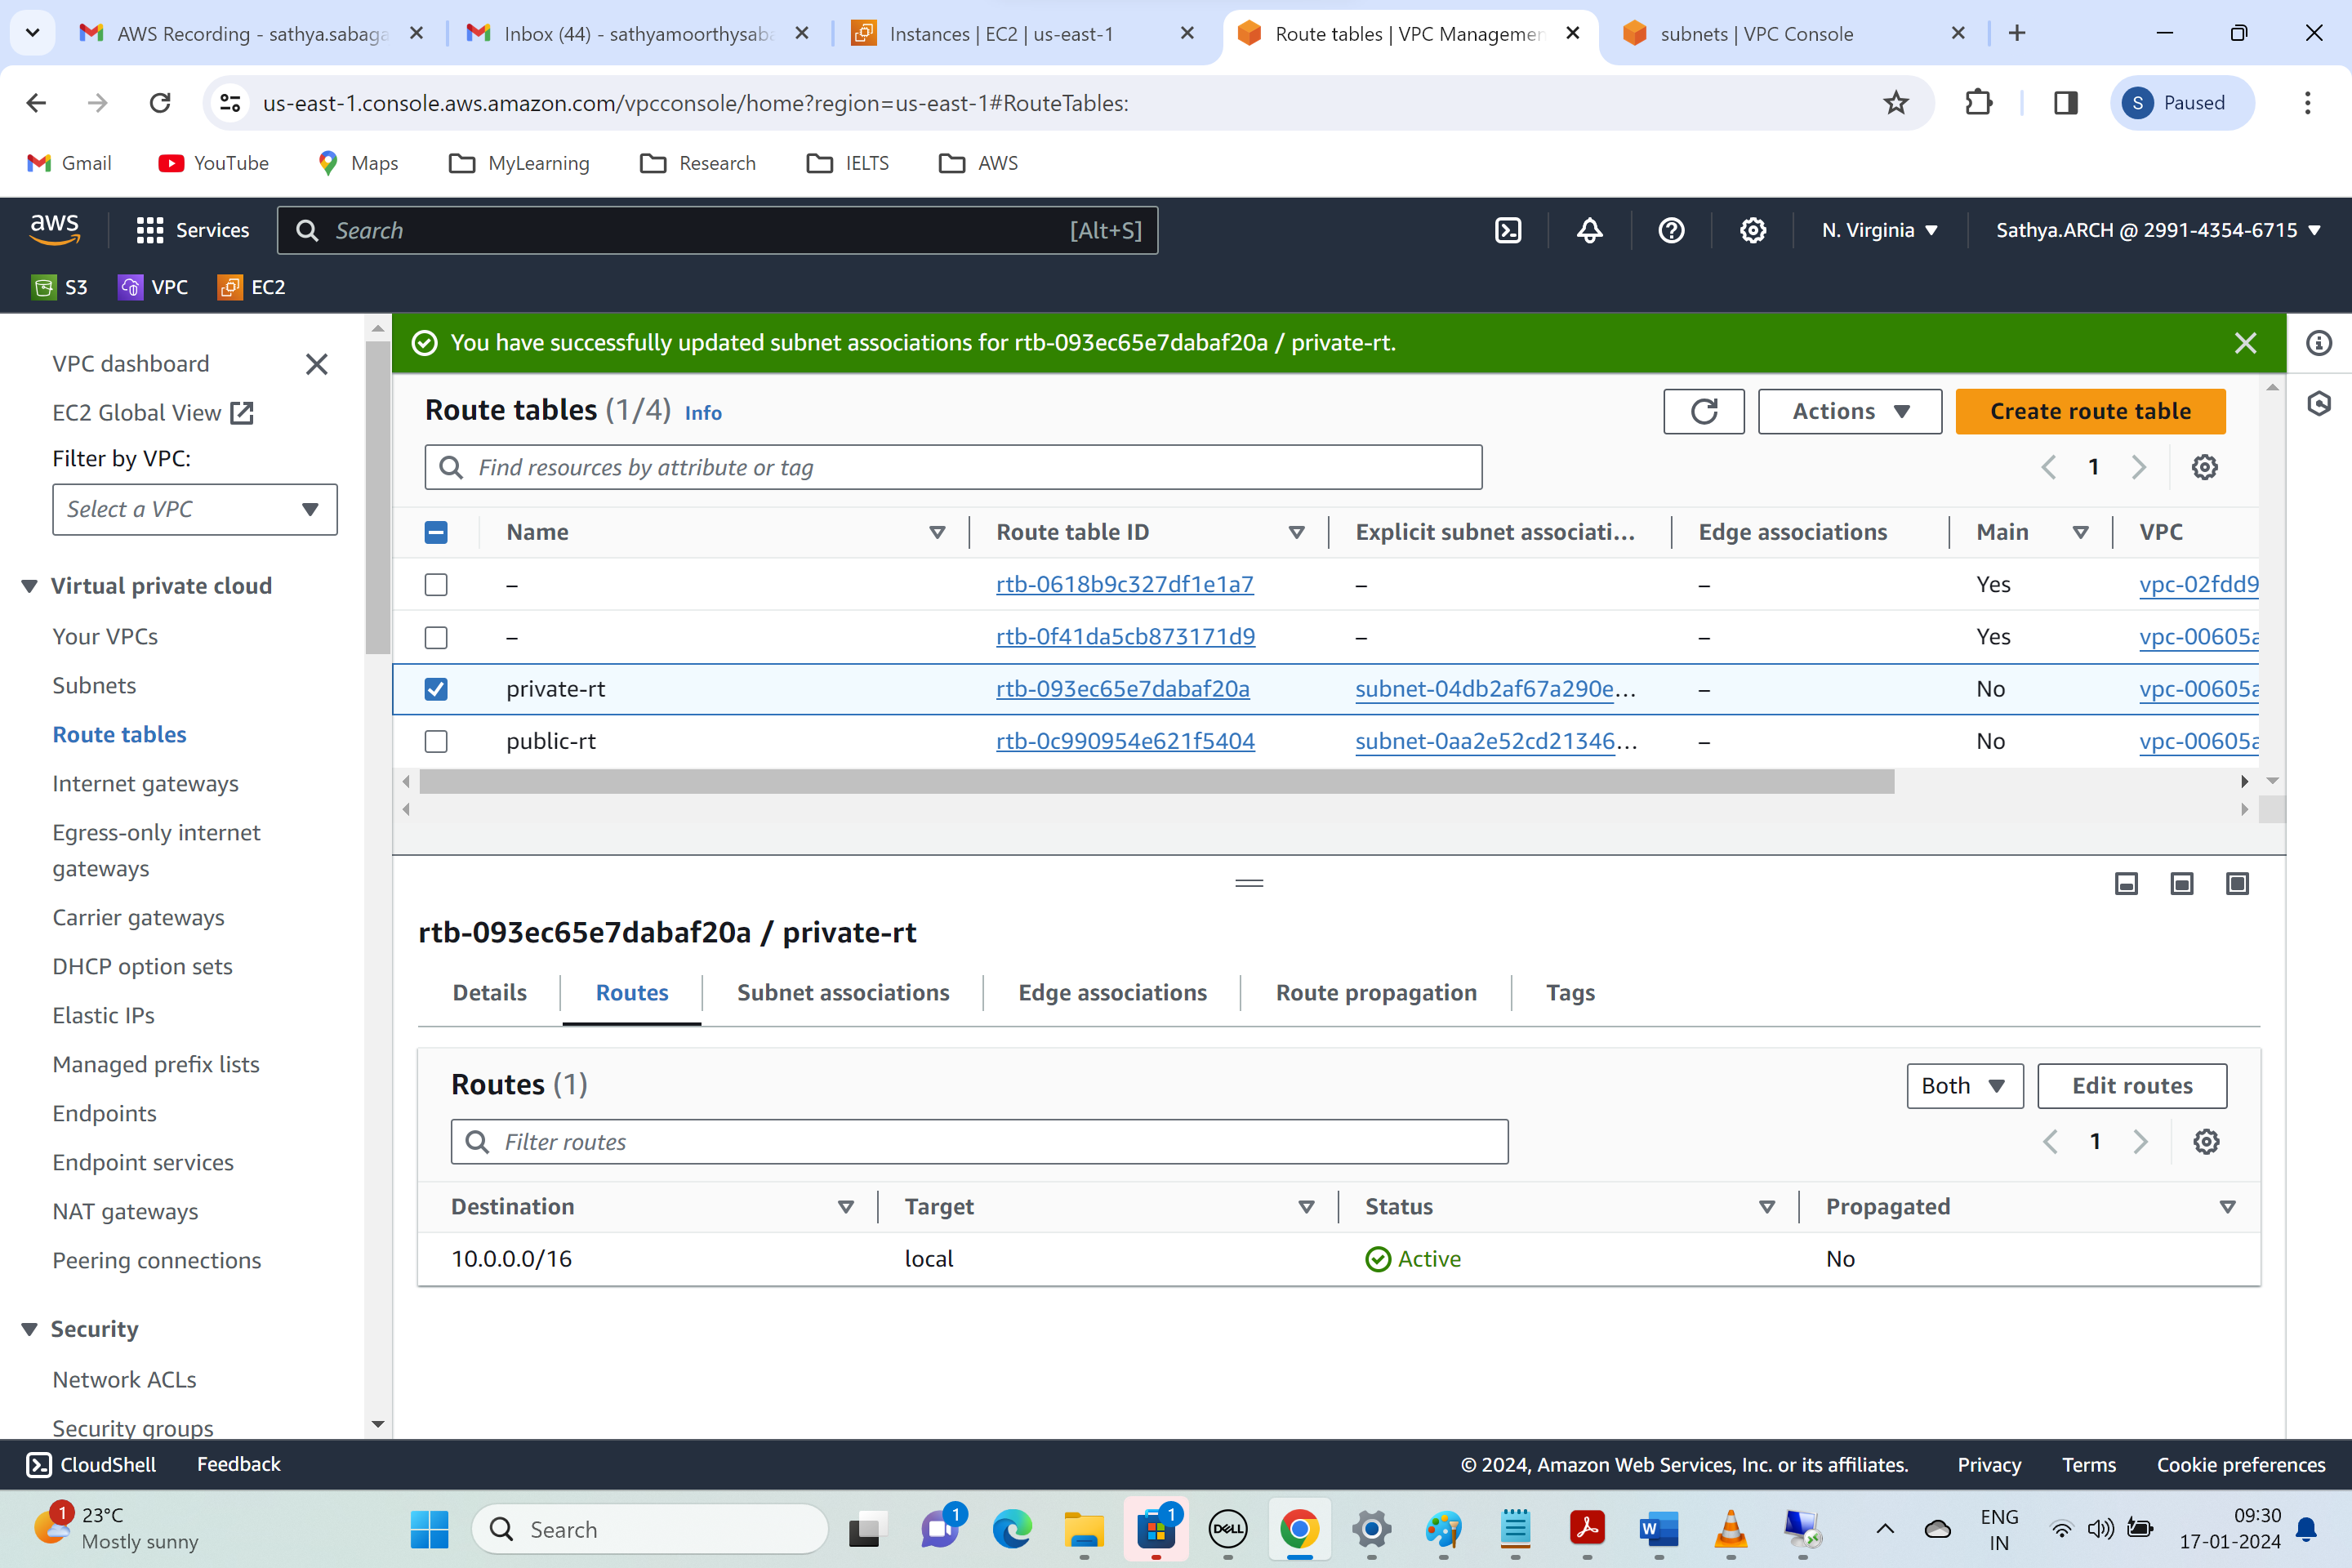 AWS Recording - sathya.sabaga
Inbox (44) - sathyamoorthysaba
Instances | EC2 | us-east-1
Route tables | VPC Managemen
subnets | VPC Console
us-east-1.console.aws.amazon.com/vpcconsole/home?region=us-east-1#RouteTables:
S Paused
Gmail YouTube Maps MyLearning Research IELTS AWS
aws Services Search [Alt+S] N. Virginia Sathya.ARCH @ 2991-4354-6715
S3 VPC EC2
You have successfully updated subnet associations for rtb-093ec65e7dabaf20a / private-rt.
VPC dashboard
EC2 Global View
Filter by VPC:
Select a VPC
Virtual private cloud
Your VPCs
Subnets
Route tables
Internet gateways
Egress-only internet
gateways
Carrier gateways
DHCP option sets
Elastic IPs
Managed prefix lists
Endpoints
Endpoint services
NAT gateways
Peering connections
Security
Network ACLs
Security groups
Route tables (1/4) Info Actions Create route table
Find resources by attribute or tag 1
Name Route table ID Explicit subnet associati... Edge associations Main VPC
– rtb-0618b9c327df1e1a7 – – Yes vpc-02fdd9
– rtb-0f41da5cb873171d9 – – Yes vpc-00605a
private-rt rtb-093ec65e7dabaf20a subnet-04db2af67a290e... – No vpc-00605a
public-rt rtb-0c990954e621f5404 subnet-0aa2e52cd21346... – No vpc-00605a
rtb-093ec65e7dabaf20a / private-rt
Details Routes Subnet associations Edge associations Route propagation Tags
Routes (1) Both Edit routes
Filter routes 1
Destination Target Status Propagated
10.0.0.0/16 local Active No
CloudShell Feedback © 2024, Amazon Web Services, Inc. or its affiliates. Privacy Terms Cookie preferences
1 23°C
Mostly sunny
Search
1
1
DELL
W
ENG
IN
09:30
17-01-2024